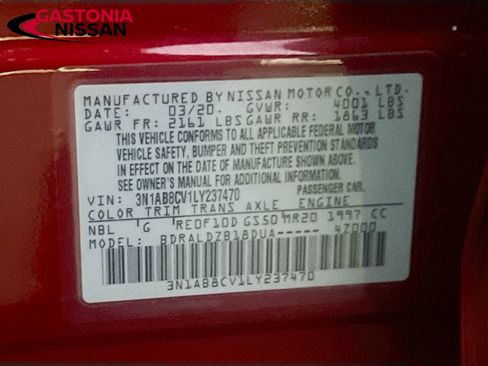 GASTONIA
NISSAN
MANUFACTURED BY NISSAN MOTOR CO., LTD.
DATE: 03/20 GVWR: 4001 LBS
GAWR FR: 2161 LBS GAWR RR: 1863 LBS
THIS VEHICLE CONFORMS TO ALL APPLICABLE FEDERAL MOTOR
VEHICLE SAFETY, BUMPER AND THEFT PREVENTION STANDARDS
IN EFFECT ON THE DATE OF MANUFACTURE SHOWN ABOVE.
SEE OWNER'S MANUAL FOR ADDITIONAL INFORMATION
VIN: 3N1AB8CV1LY237470 PASSENGER CAR.
COLOR TRIM TRANS AXLE ENGINE
NBL G RE0F10D GS50 MR20 1997 CC
MODEL: BDRALDZB18DUA----- 4Z000
3N1AB8CV1LY237470